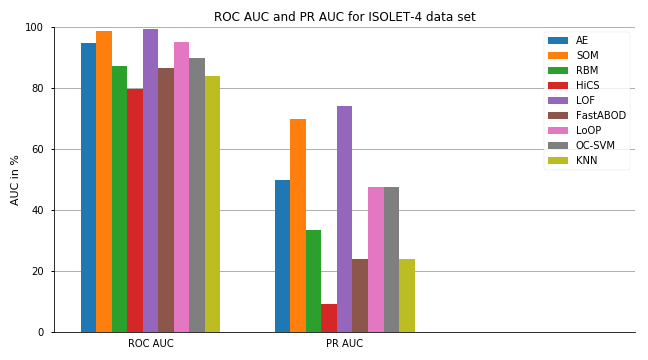 ROC AUC and PR AUC for ISOLET-4 data set
100
80
60
40
20
0
AUC in %
AE
SOM
RBM
HiCS
LOF
FastABOD
LoOP
OC-SVM
KNN
ROC AUC
PR AUC